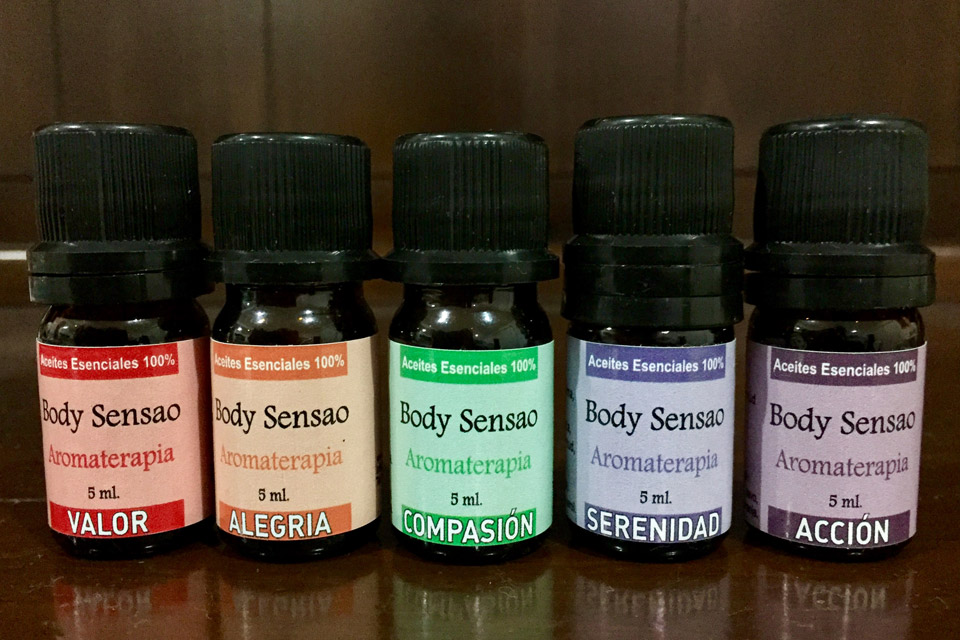 Aceites Esenciales 100%
Body Sensao
Aromaterapia
5 ml.
VALOR
Aceites Esenciales 100%
Body Sensao
Aromaterapia
5 ml.
ALEGRIA
Aceites Esenciales 100%
Body Sensao
Aromaterapia
5 ml.
COMPASIÓN
Aceites Esenciales 100%
Body Sensao
Aromaterapia
5 ml.
SERENIDAD
Aceites Esenciales 100%
Body Sensao
Aromaterapia
5 ml.
ACCIÓN